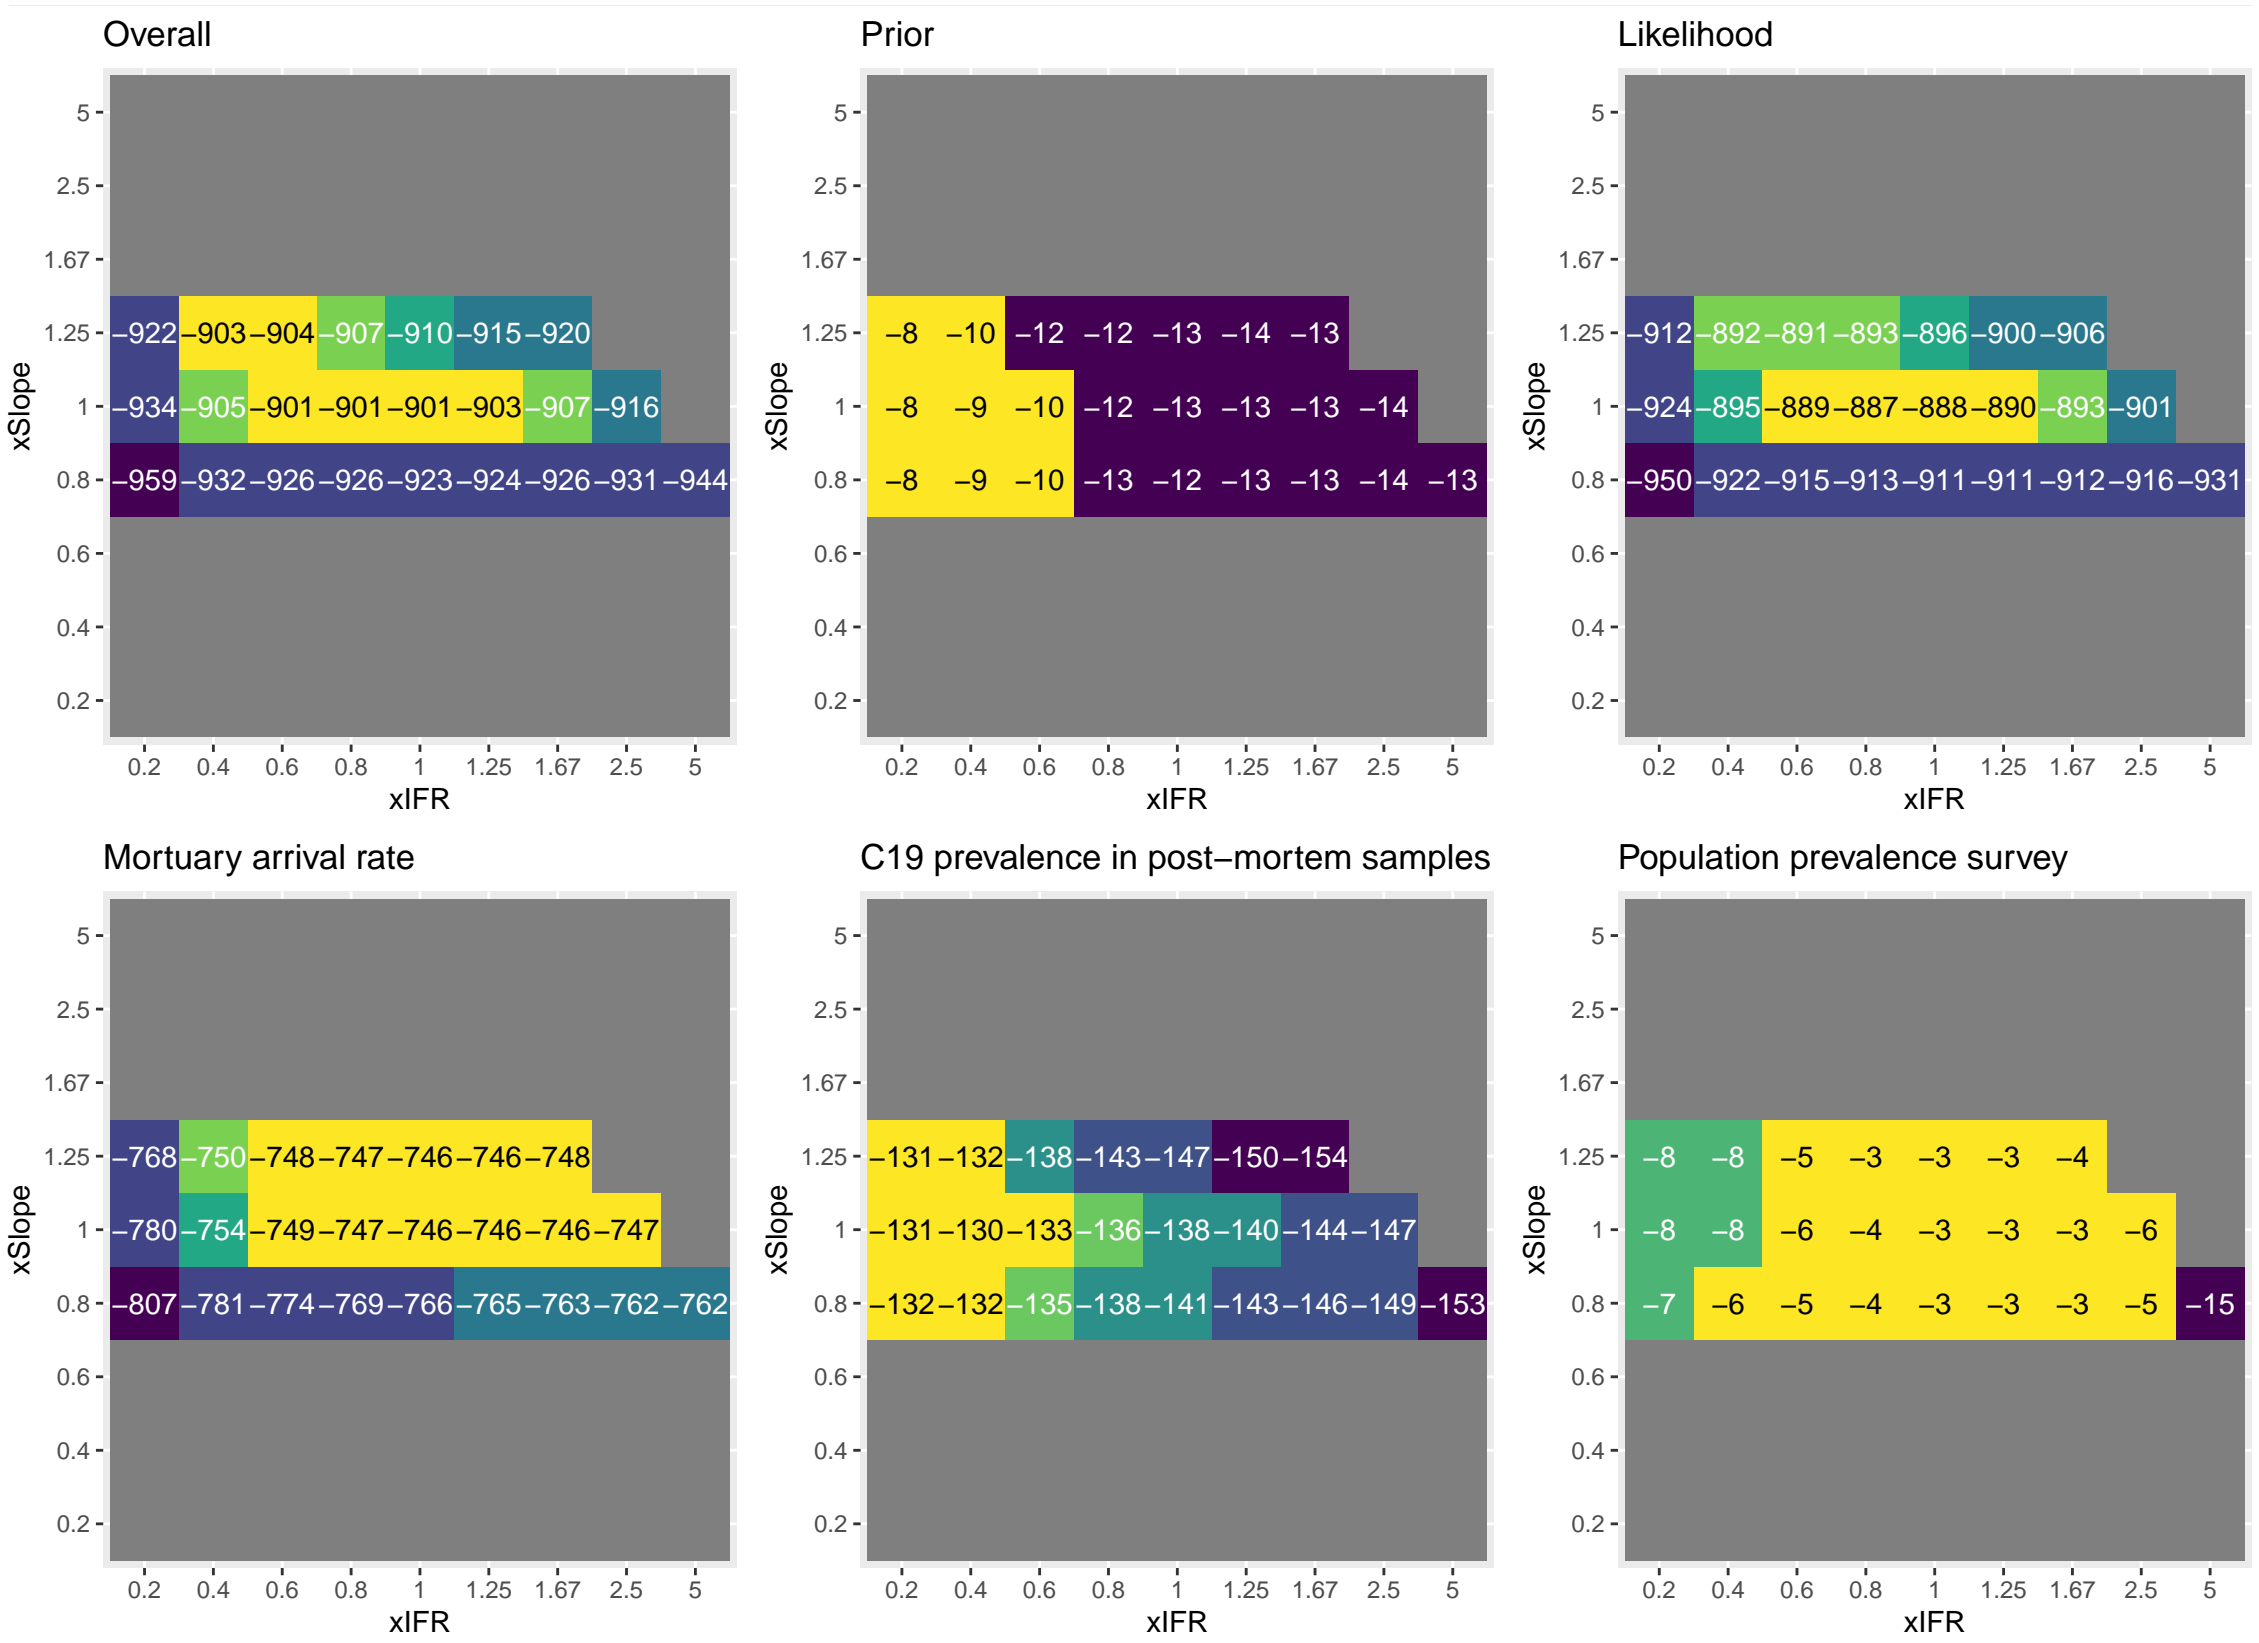 Overall
Prior
Likelihood
5
2.5
1.67
1.25
1
0.8
0.6
0.4
0.2
xSlope
−922 −903 −904 −907 −910 −915 −920
−934 −905 −901 −901 −901 −903 −907 −916
−959 −932 −926 −926 −923 −924 −926 −931 −944
0.2 0.4 0.6 0.8 1 1.25 1.67 2.5 5
xIFR
5
2.5
1.67
1.25
1
0.8
0.6
0.4
0.2
xSlope
−8 −10 −12 −12 −13 −14 −13
−8 −9 −10 −12 −13 −13 −13 −14
−8 −9 −10 −13 −12 −13 −13 −14 −13
0.2 0.4 0.6 0.8 1 1.25 1.67 2.5 5
xIFR
5
2.5
1.67
1.25
1
0.8
0.6
0.4
0.2
xSlope
−912 −892 −891 −893 −896 −900 −906
−924 −895 −889 −887 −888 −890 −893 −901
−950 −922 −915 −913 −911 −911 −912 −916 −931
0.2 0.4 0.6 0.8 1 1.25 1.67 2.5 5
xIFR
Mortuary arrival rate
C19 prevalence in post−mortem samples
Population prevalence survey
5
2.5
1.67
1.25
1
0.8
0.6
0.4
0.2
xSlope
−768 −750 −748 −747 −746 −746 −748
−780 −754 −749 −747 −746 −746 −746 −747
−807 −781 −774 −769 −766 −765 −763 −762 −762
0.2 0.4 0.6 0.8 1 1.25 1.67 2.5 5
xIFR
5
2.5
1.67
1.25
1
0.8
0.6
0.4
0.2
xSlope
−131 −132 −138 −143 −147 −150 −154
−131 −130 −133 −136 −138 −140 −144 −147
−132 −132 −135 −138 −141 −143 −146 −149 −153
0.2 0.4 0.6 0.8 1 1.25 1.67 2.5 5
xIFR
5
2.5
1.67
1.25
1
0.8
0.6
0.4
0.2
xSlope
−8 −8 −5 −3 −3 −3 −4
−8 −8 −6 −4 −3 −3 −3 −6
−7 −6 −5 −4 −3 −3 −3 −5 −15
0.2 0.4 0.6 0.8 1 1.25 1.67 2.5 5
xIFR